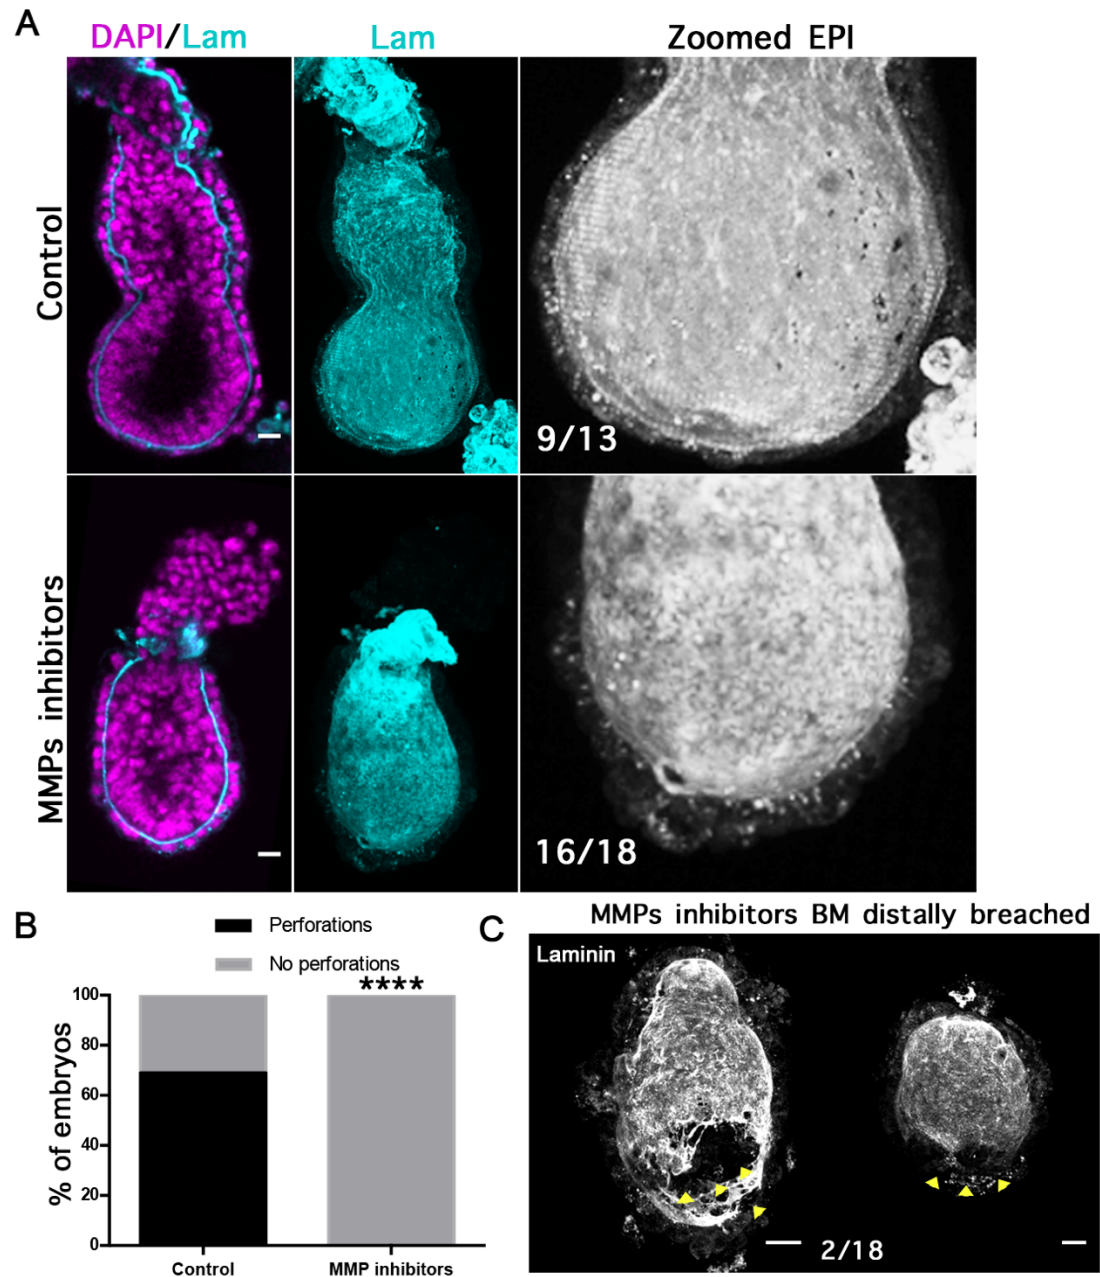 A
DAPI/Lam
Lam
Zoomed EPI
Control
9/13
MMPs inhibitors
16/18
B
Perforations
No perforations
****
% of embryos
100
80
60
40
20
0
Control
MMP inhibitors
C
MMPs inhibitors BM distally breached
Laminin
2/18